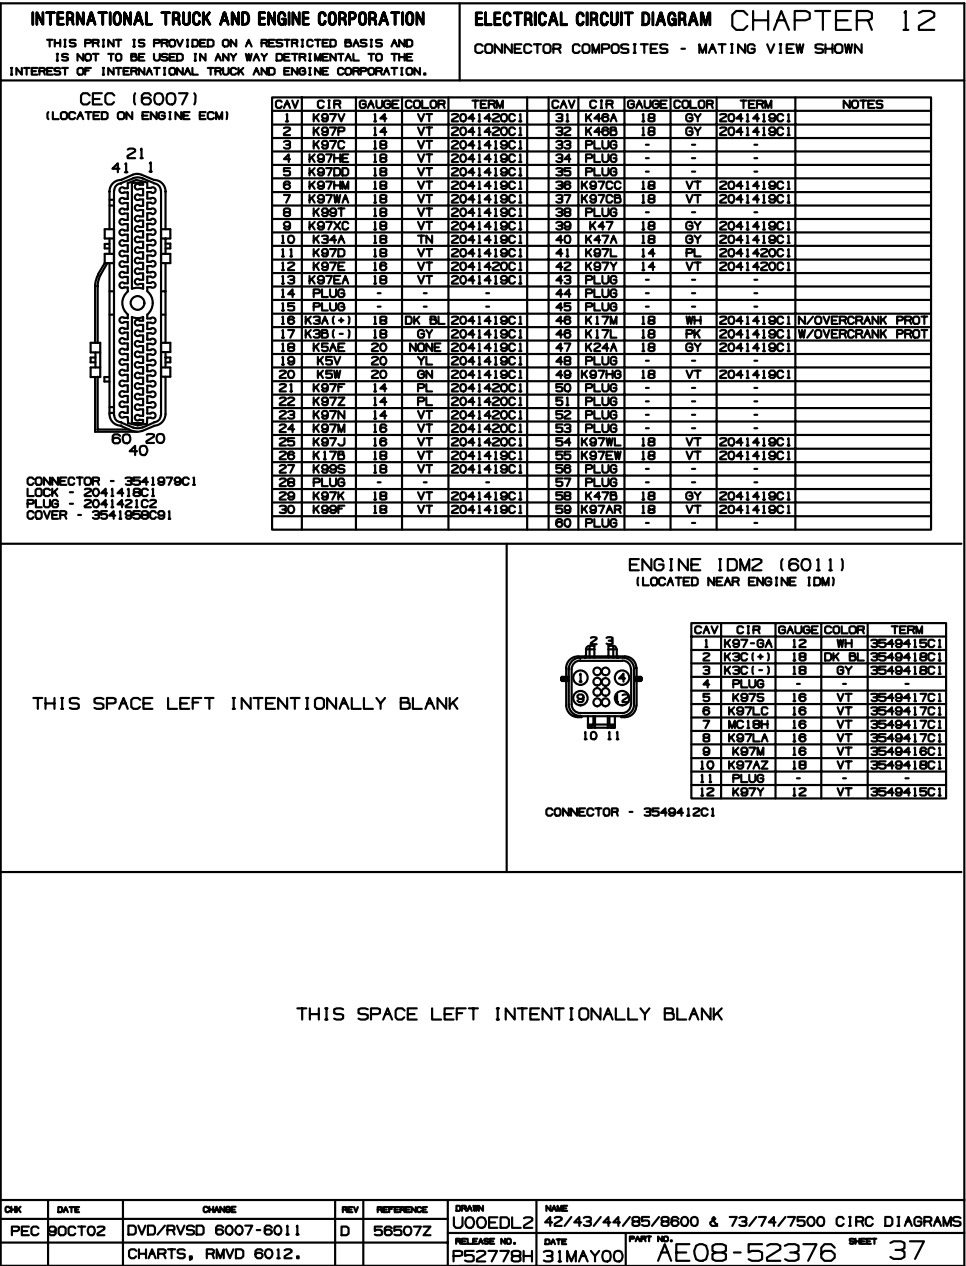 INTERNATIONAL TRUCK AND ENGINE CORPORATION
THIS PRINT IS PROVIDED ON A RESTRICTED BASIS AND
IS NOT TO BE USED IN ANY WAY DETRIMENTAL TO THE
INTEREST OF INTERNATIONAL TRUCK AND ENGINE CORPORATION.
ELECTRICAL CIRCUIT DIAGRAM CHAPTER 12
CONNECTOR COMPOSITES - MATING VIEW SHOWN
CEC (6007)
(LOCATED ON ENGINE ECM)
21
41 1
60 20
40
CONNECTOR - 3541979C1
LOCK - 2041418C1
PLUG - 2041421C2
COVER - 3541958C91
CAV CIR GAUGE COLOR TERM CAV CIR GAUGE COLOR TERM NOTES
1 K97V 14 VT 2041420C1 31 K46A 18 GY 2041419C1
2 K97P 14 VT 2041420C1 32 K46B 18 GY 2041419C1
3 K97C 18 VT 2041419C1 33 PLUG - - -
4 K97HE 18 VT 2041419C1 34 PLUG - - -
5 K97DD 18 VT 2041419C1 35 PLUG - - -
6 K97HM 18 VT 2041419C1 36 K97CC 18 VT 2041419C1
7 K97WA 18 VT 2041419C1 37 K97CB 18 VT 2041419C1
8 K99T 18 VT 2041419C1 38 PLUG - - -
9 K97XC 18 VT 2041419C1 39 K47 18 GY 2041419C1
10 K34A 18 TN 2041419C1 40 K47A 18 GY 2041419C1
11 K97D 18 VT 2041419C1 41 K97L 14 PL 2041420C1
12 K97E 16 VT 2041420C1 42 K97Y 14 VT 2041420C1
13 K97EA 18 VT 2041419C1 43 PLUG - - -
14 PLUG - - - 44 PLUG - - -
15 PLUG - - - 45 PLUG - - -
16 K3A(+) 18 DK BL 2041419C1 46 K17M 18 WH 2041419C1 N/OVERCRANK PROT
17 K3B(-) 18 GY 2041419C1 46 K17L 18 PK 2041419C1 W/OVERCRANK PROT
18 K5AE 20 NONE 2041419C1 47 K24A 18 GY 2041419C1
19 K5V 20 YL 2041419C1 48 PLUG - - -
20 K5W 20 GN 2041419C1 49 K97HG 18 VT 2041419C1
21 K97F 14 PL 2041420C1 50 PLUG - - -
22 K97Z 14 PL 2041420C1 51 PLUG - - -
23 K97N 14 VT 2041420C1 52 PLUG - - -
24 K97M 16 VT 2041420C1 53 PLUG - - -
25 K97J 16 VT 2041420C1 54 K97WL 18 VT 2041419C1
26 K17B 18 VT 2041419C1 55 K97EW 18 VT 2041419C1
27 K99S 18 VT 2041419C1 56 PLUG - - -
28 PLUG - - - 57 PLUG - - -
29 K97K 18 VT 2041419C1 58 K47B 18 GY 2041419C1
30 K99F 18 VT 2041419C1 59 K97AR 18 VT 2041419C1
60 PLUG - - -
THIS SPACE LEFT INTENTIONALLY BLANK
ENGINE IDM2 (6011)
(LOCATED NEAR ENGINE IDM)
2 3
1 4
9 12
10 11
CAV CIR GAUGE COLOR TERM
1 K97-GA 12 WH 3549415C1
2 K3C(+) 18 DK BL 3549418C1
3 K3C(-) 18 GY 3549418C1
4 PLUG - - -
5 K97S 16 VT 3549417C1
6 K97LC 16 VT 3549417C1
7 MC18H 16 VT 3549417C1
8 K97LA 16 VT 3549417C1
9 K97M 16 VT 3549416C1
10 K97AZ 18 VT 3549418C1
11 PLUG - - -
12 K97Y 12 VT 3549415C1
CONNECTOR - 3549412C1
THIS SPACE LEFT INTENTIONALLY BLANK
CHK DATE CHANGE REV REFERENCE DRAWN NAME
PEC 9OCT02 DVD/RVSD 6007-6011 D 56507Z U00EDL2 42/43/44/85/8600 & 73/74/7500 CIRC DIAGRAMS
CHARTS, RMVD 6012. RELEASE NO. P52778H DATE 31MAY00 PART NO. AE08-52376 SHEET 37